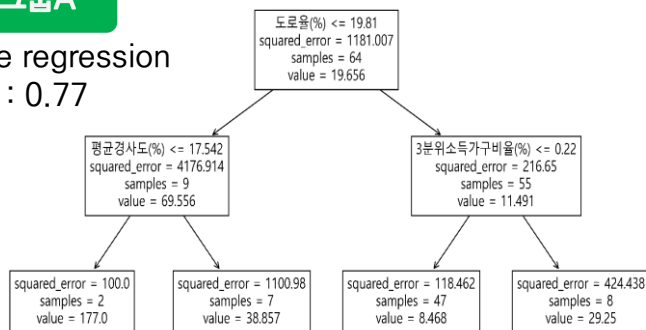 그룹A
e regression
: 0.77
도로율(%) <= 19.81
squared_error = 1181.007
samples = 64
value = 19.656
평균경사도(%) <= 17.542
squared_error = 4176.914
samples = 9
value = 69.556
3분위소득가구비율(%) <= 0.22
squared_error = 216.65
samples = 55
value = 11.491
squared_error = 100.0
samples = 2
value = 177.0
squared_error = 1100.98
samples = 7
value = 38.857
squared_error = 118.462
samples = 47
value = 8.468
squared_error = 424.438
samples = 8
value = 29.25